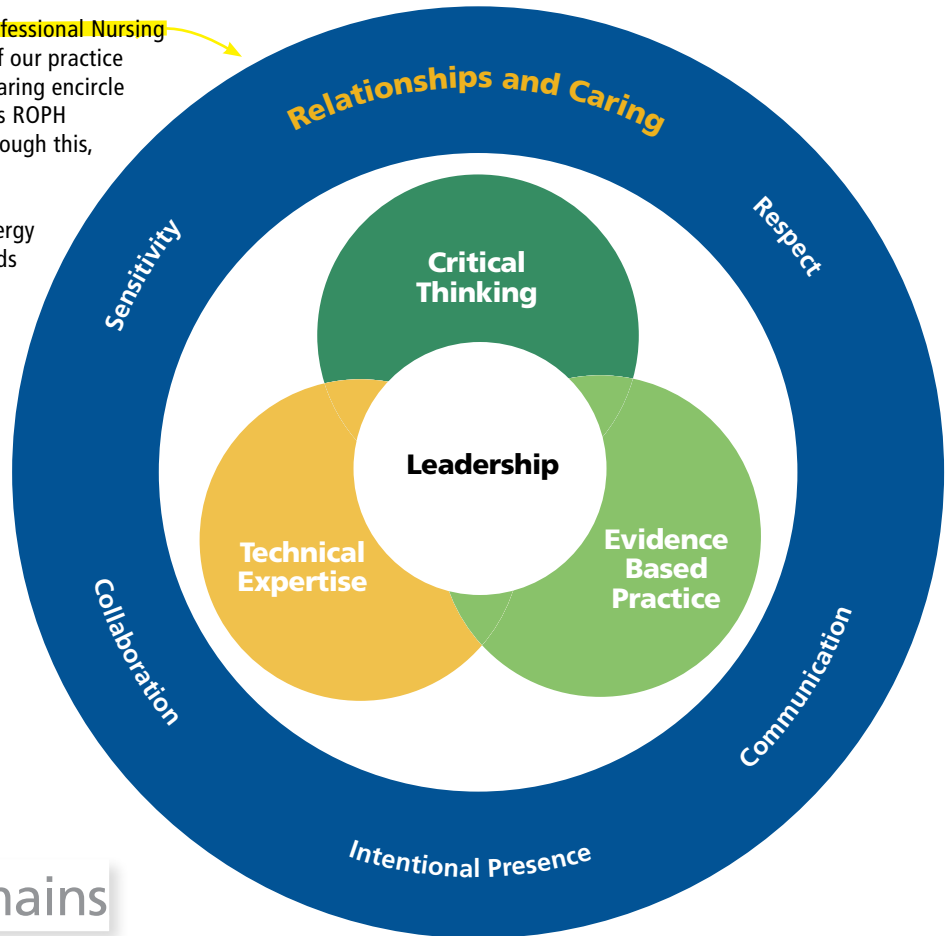 fessional Nursing
f our practice
aring encircle
s ROPH
ough this,
ergy
ds
Relationships and Caring
Sensitivity
Respect
Critical
Thinking
Leadership
Technical
Expertise
Evidence
Based
Practice
Collaboration
Communication
Intentional Presence
nains